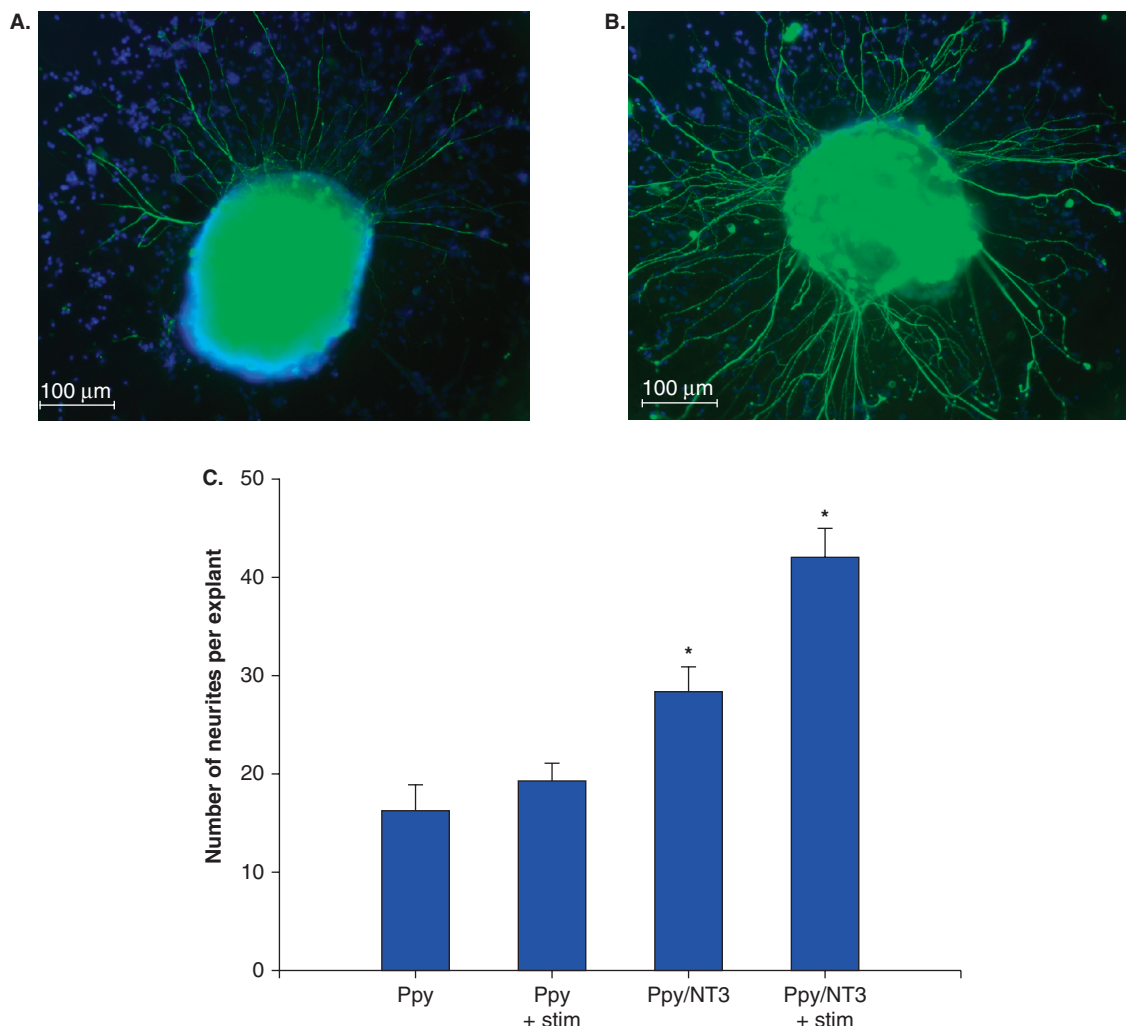 A.
B.
100 μm
100 μm
C.
Number of neurites per explant
50
40
30
20
10
0
*
*
Ppy
Ppy
+ stim
Ppy/NT3
Ppy/NT3
+ stim